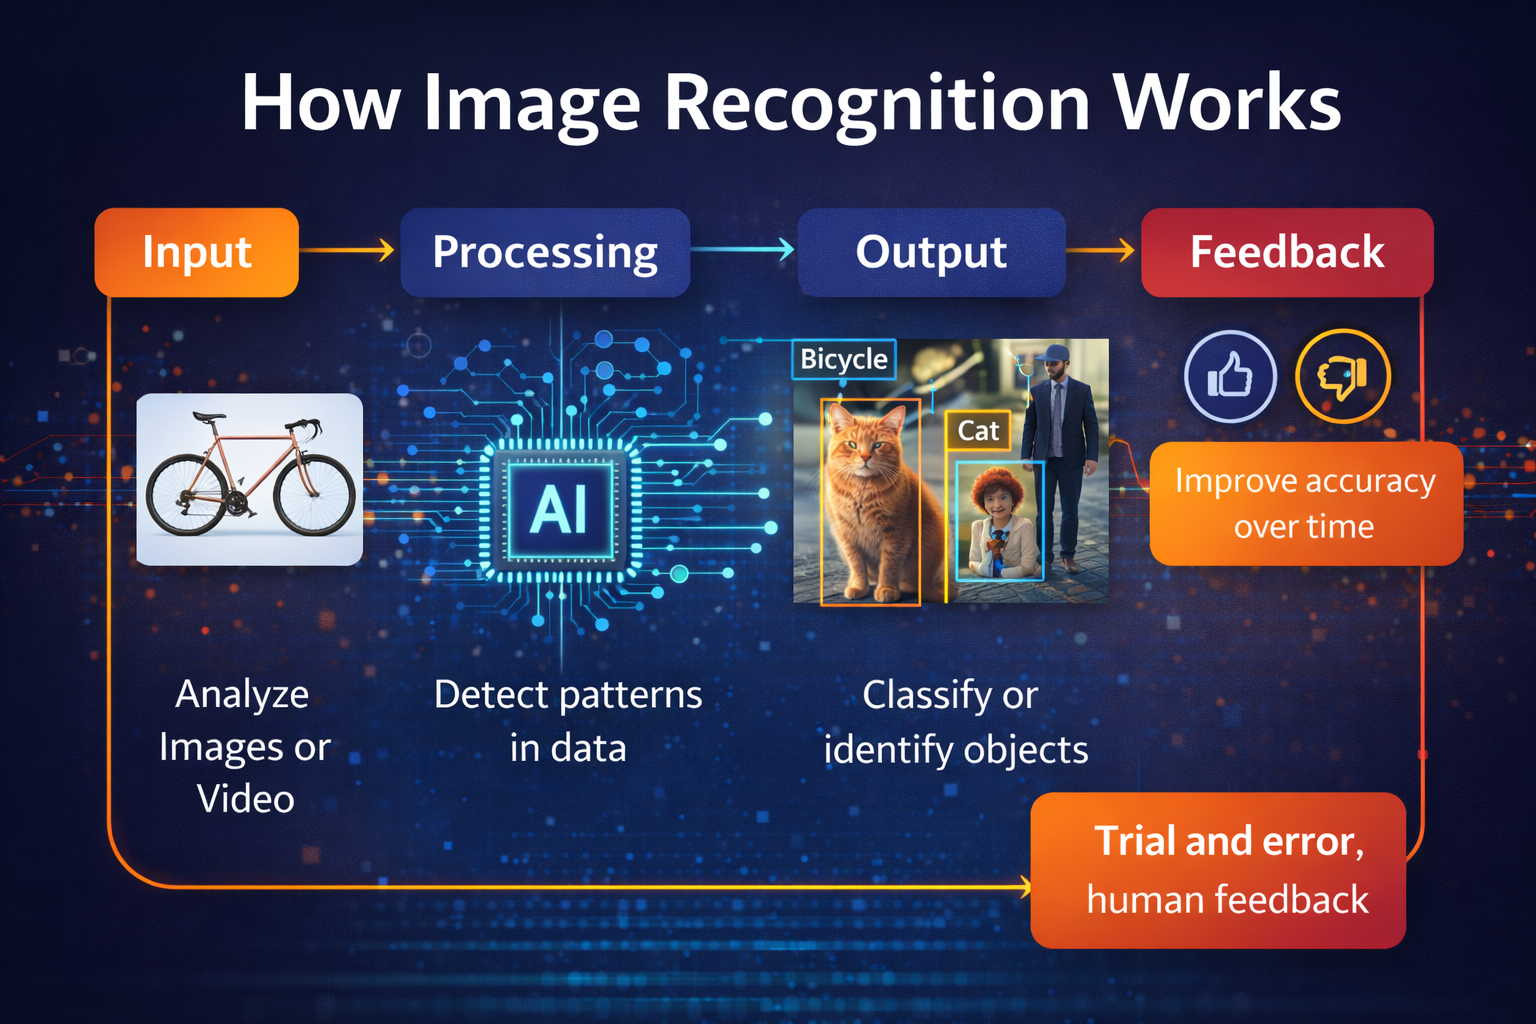 How Image Recognition Works
Input
Processing
Output
Feedback
Bicycle
Cat
AI
Improve accuracy
over time
Analyze
Images or
Video
Detect patterns
in data
Classify or
identify objects
Trial and error,
human feedback